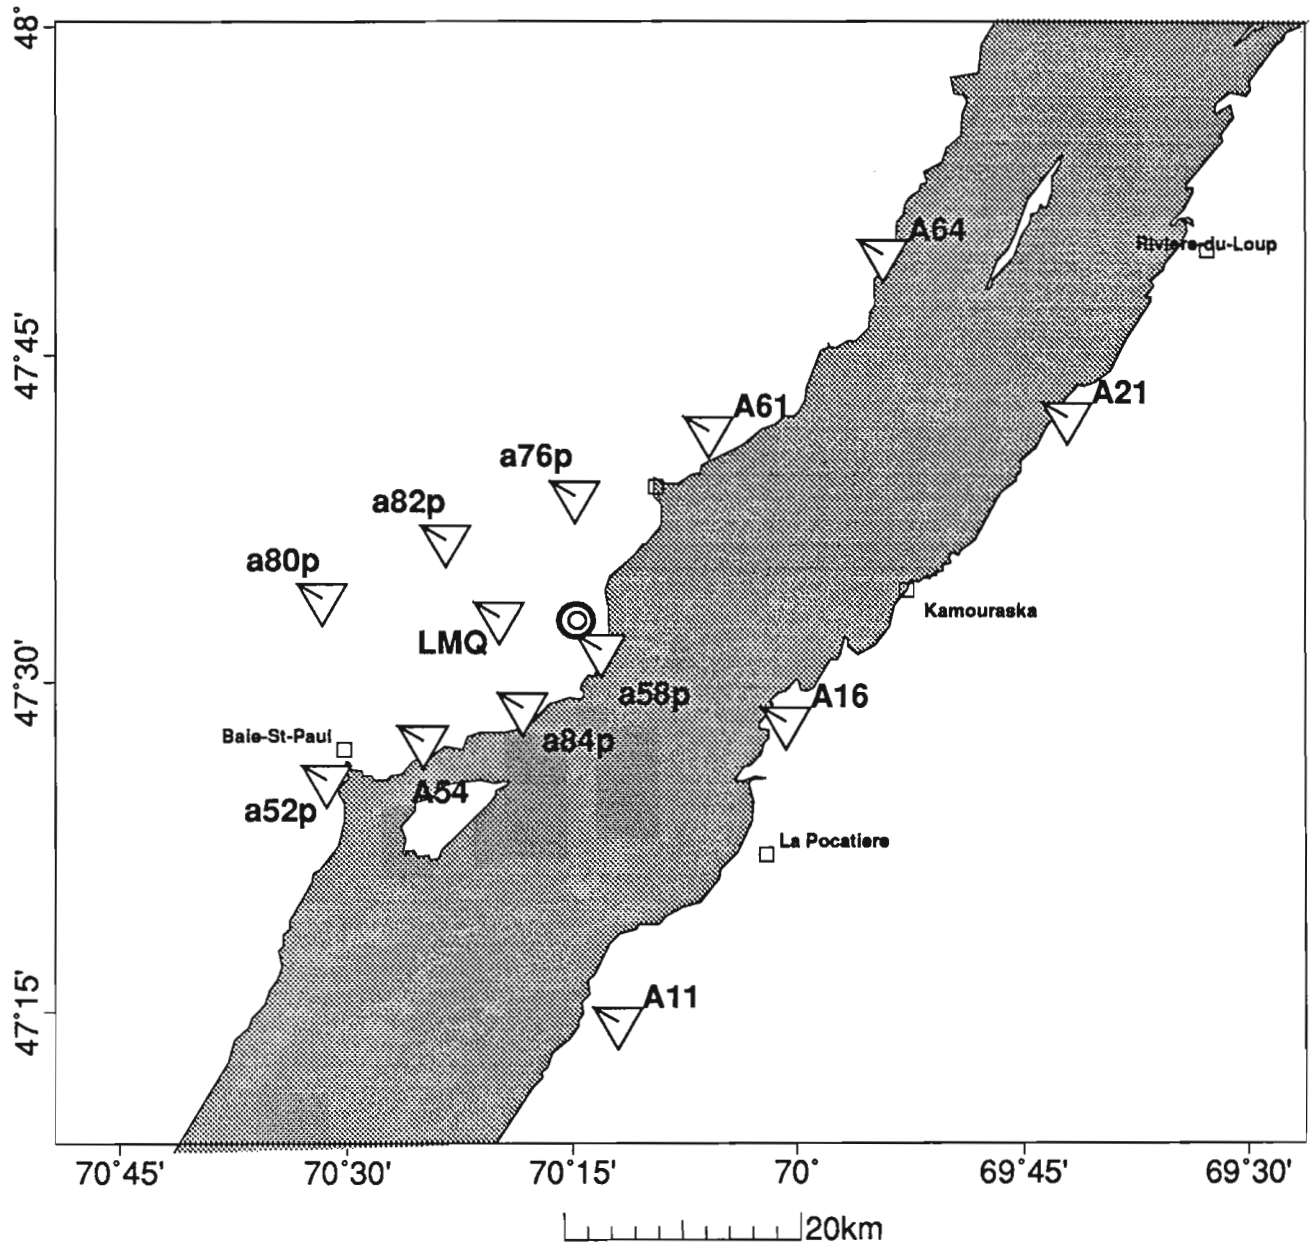 48°
A64
Riviere-du-Loup
47°45'
A61
A21
a76p
a82p
a80p
Kamouraska
LMQ
47°30'
a58p
A16
Baie-St-Paul
a84p
A54
a52p
La Pocatiere
47°15'
A11
70°45'
70°30'
70°15'
70°
69°45'
69°30'
20km